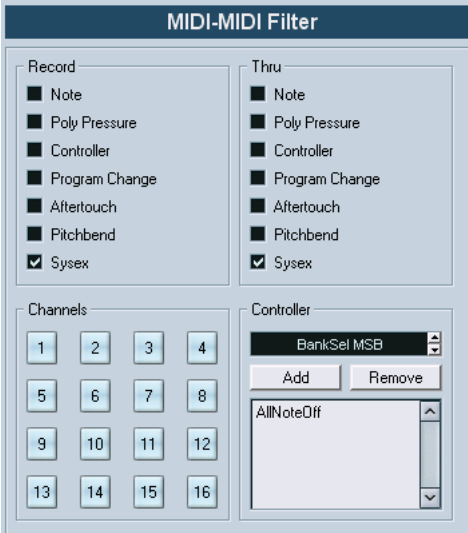 MIDI-MIDI Filter
Record
Note
Poly Pressure
Controller
Program Change
Aftertouch
Pitchbend
Sysex
Thru
Note
Poly Pressure
Controller
Program Change
Aftertouch
Pitchbend
Sysex
Channels
1 2 3 4
5 6 7 8
9 10 11 12
13 14 15 16
Controller
BankSel MSB
Add Remove
AllNoteOff